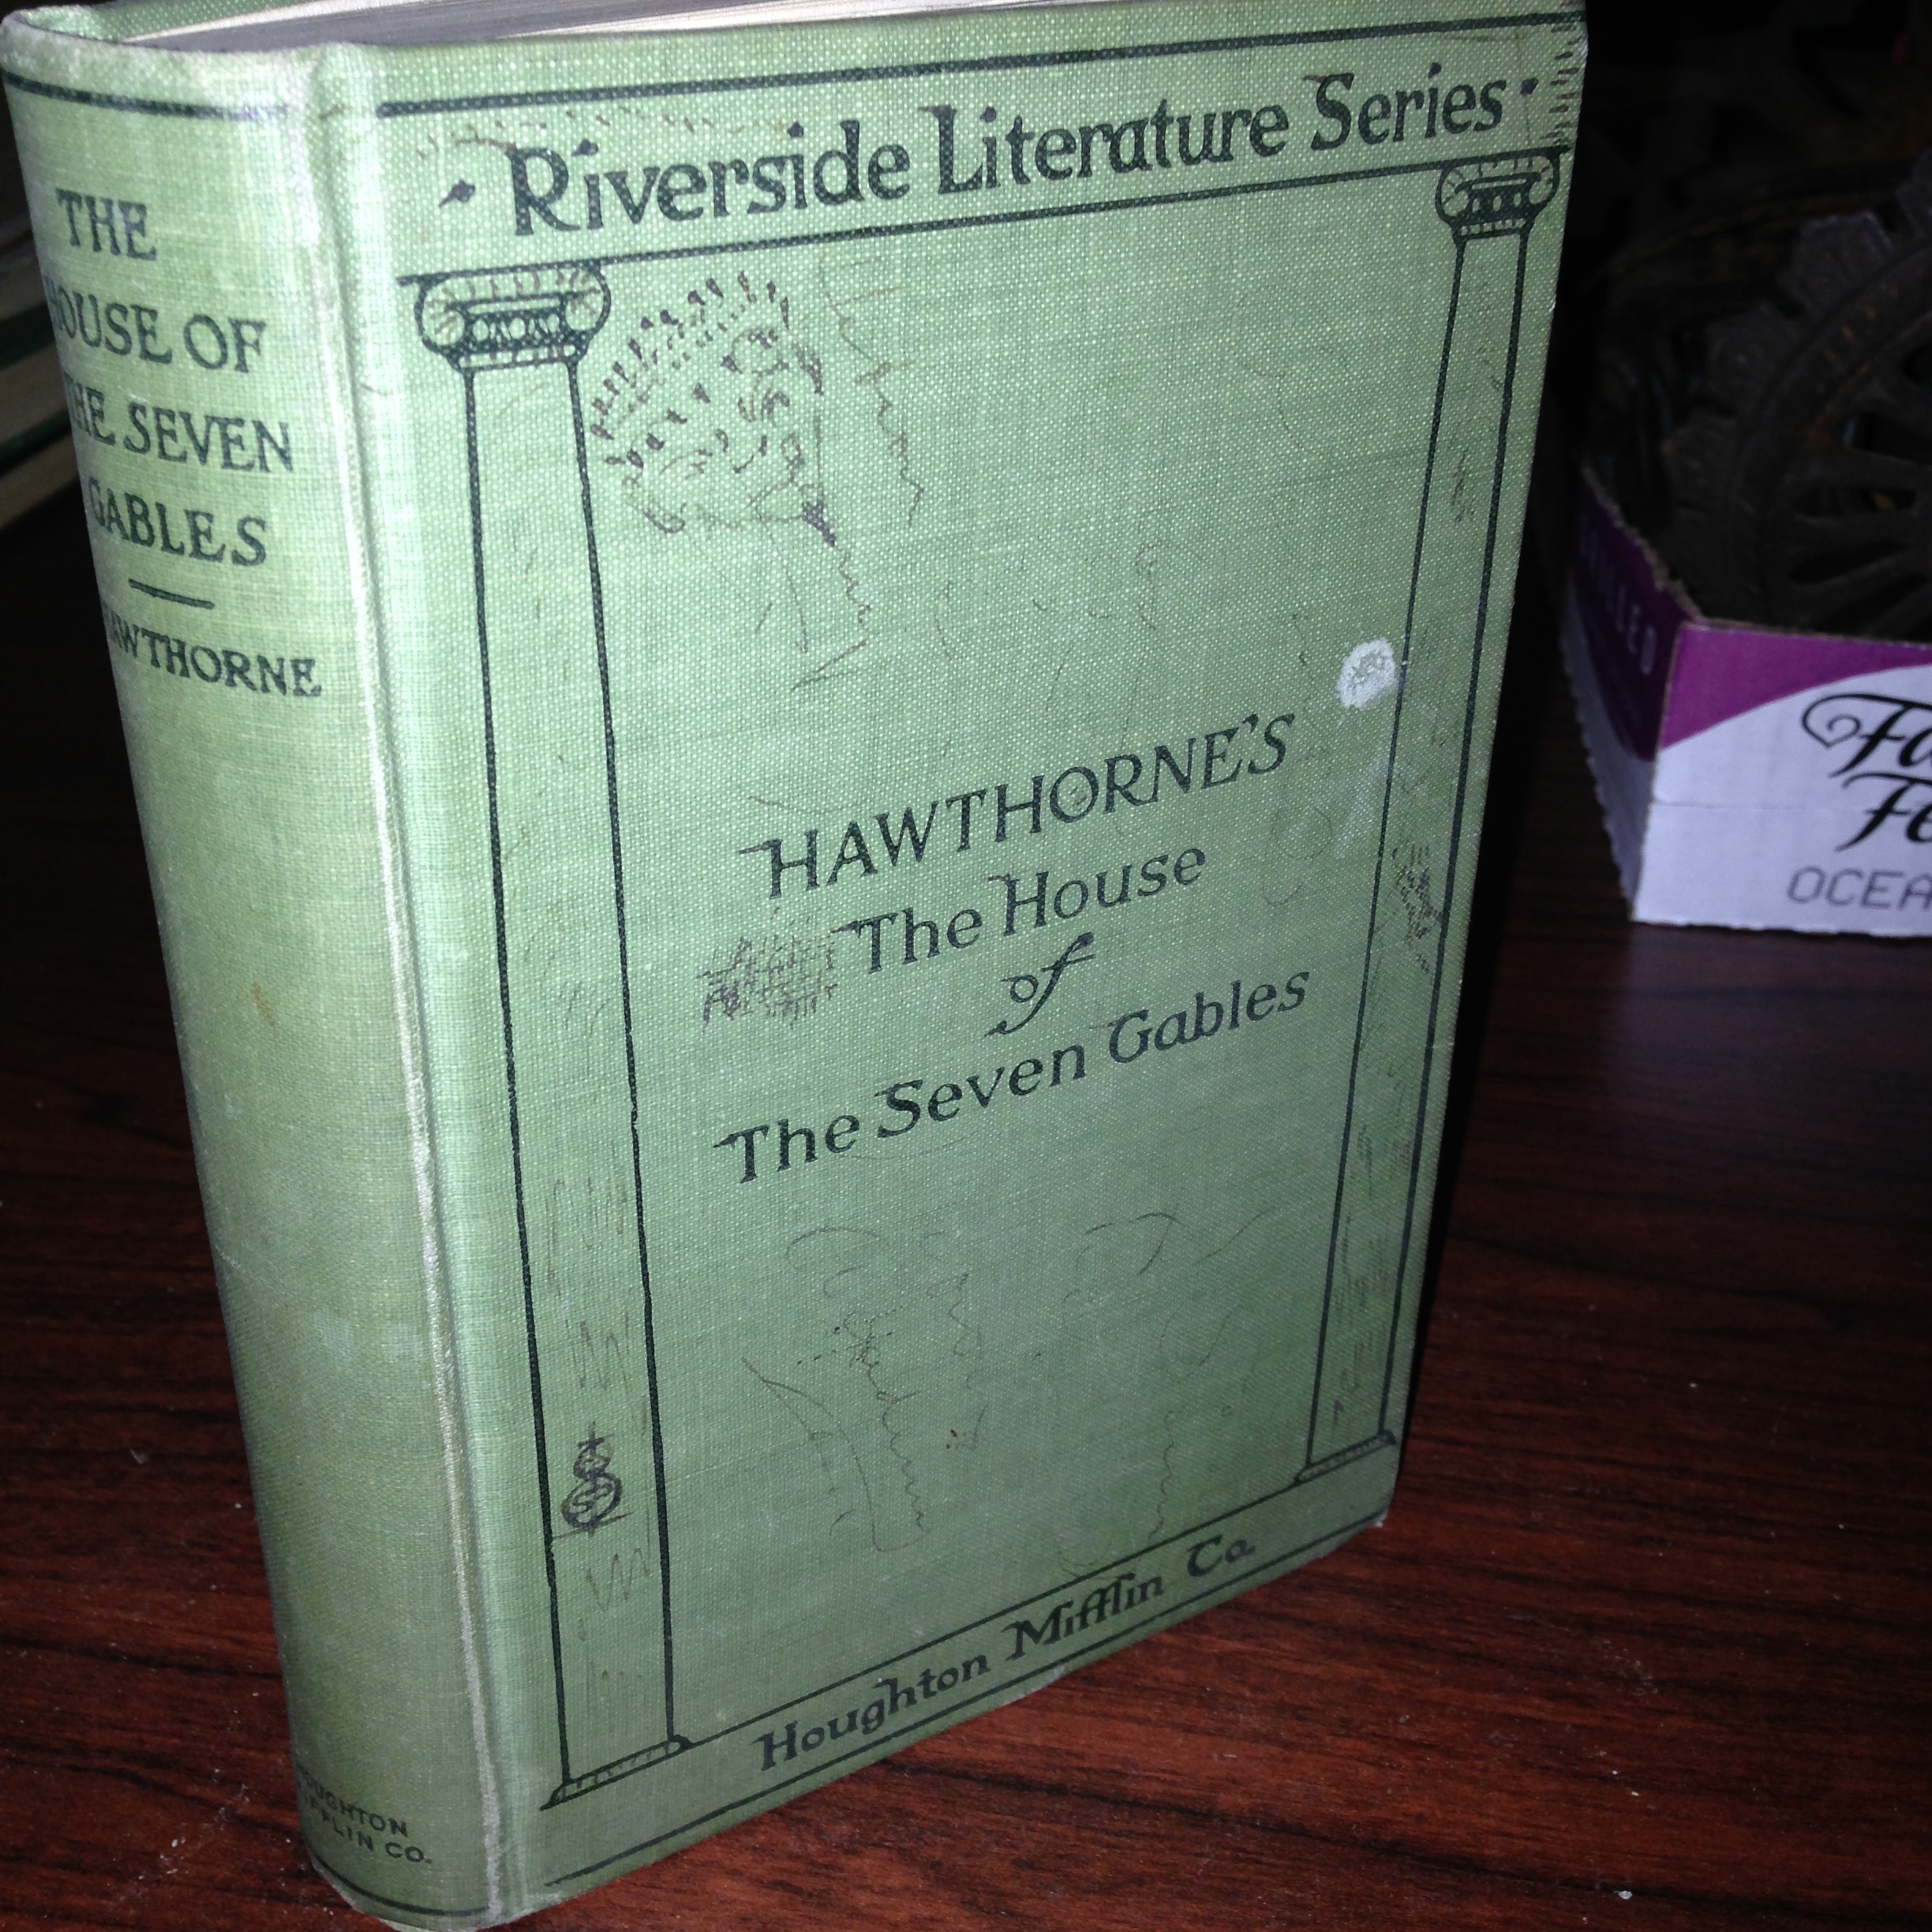 THE
HOUSE OF
THE SEVEN
GABLES
HAWTHORNE
HOUGHTON
MIFFLIN CO.
Riverside Literature Series
HAWTHORNE'S
The House
of
The Seven Gables
Houghton Mifflin Co.
OCEA